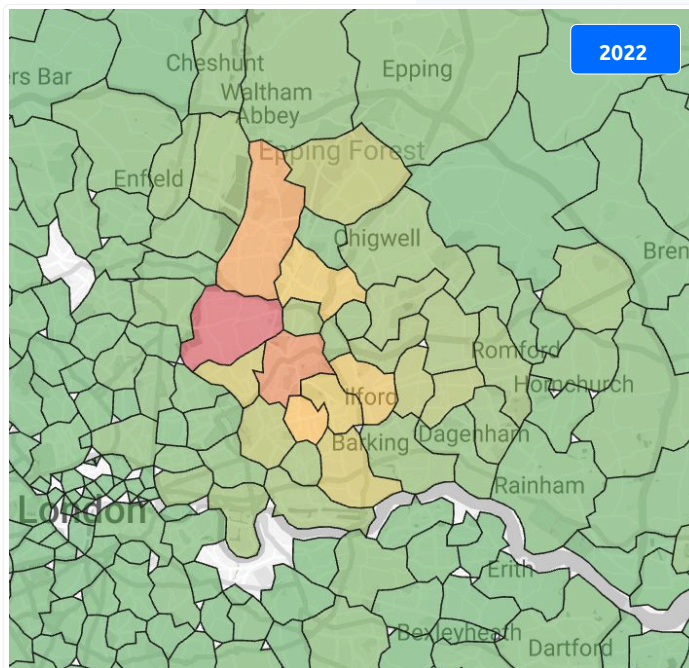 2022
Cheshunt
Epping
ers Bar
Waltham
Abbey
Epping Forest
Enfield
Chigwell
Bren
Romford
Hornchurch
Ilford
Dagenham
Barking
Rainham
London
Erith
Bexleyheath
Dartford